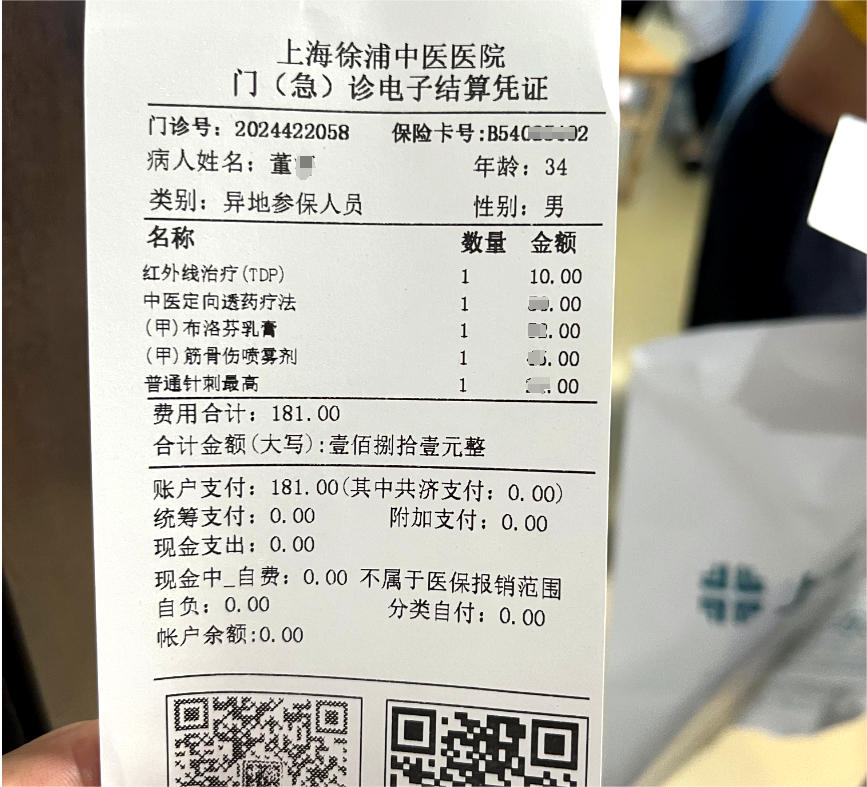 上海徐浦中医医院
门（急）诊电子结算凭证
门诊号：2024422058 保险卡号:B540 2
病人姓名：董
年龄：34
类别：异地参保人员 性别：男
名称 数量 金额
红外线治疗(TDP) 1 10.00
中医定向透药疗法 1 .00
(甲)布洛芬乳膏 1 .00
(甲)筋骨伤喷雾剂 1 .00
普通针刺最高 1 .00
费用合计：181.00
合计金额(大写):壹佰捌拾壹元整
账户支付：181.00(其中共济支付：0.00)
统筹支付：0.00 附加支付：0.00
现金支出：0.00
现金中_自费：0.00 不属于医保报销范围
自负：0.00 分类自付：0.00
帐户余额:0.00